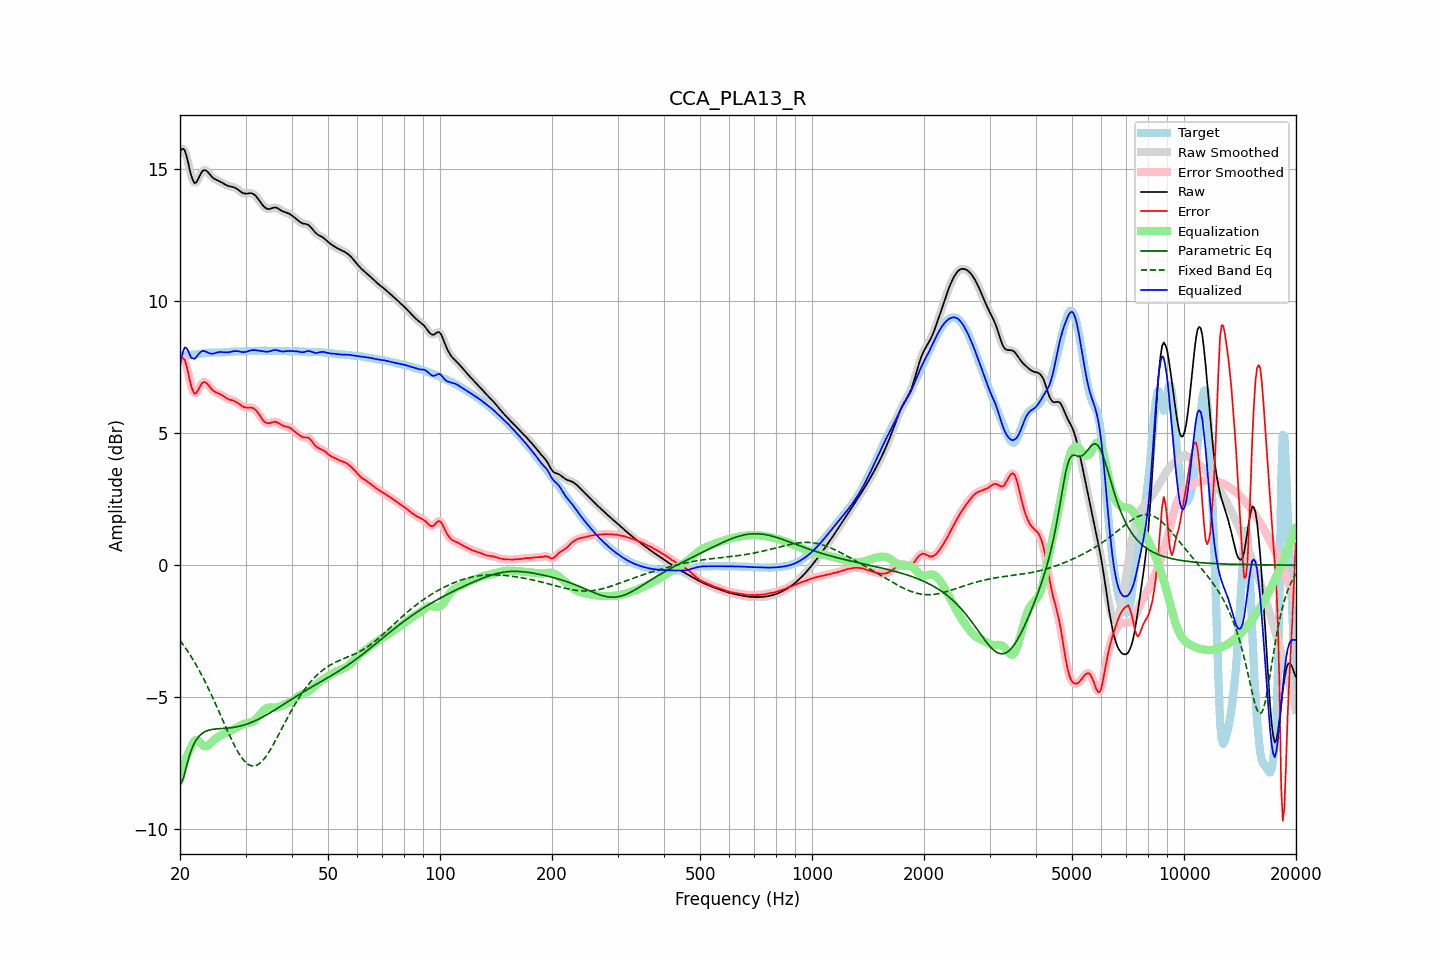 CCA_PLA13_R
Target
Raw Smoothed
Error Smoothed
Raw
Error
Equalization
Parametric Eq
Fixed Band Eq
Equalized
15
10
5
0
−5
−10
Amplitude (dBr)
20 50 100 200 500 1000 2000 5000 10000 20000
Frequency (Hz)